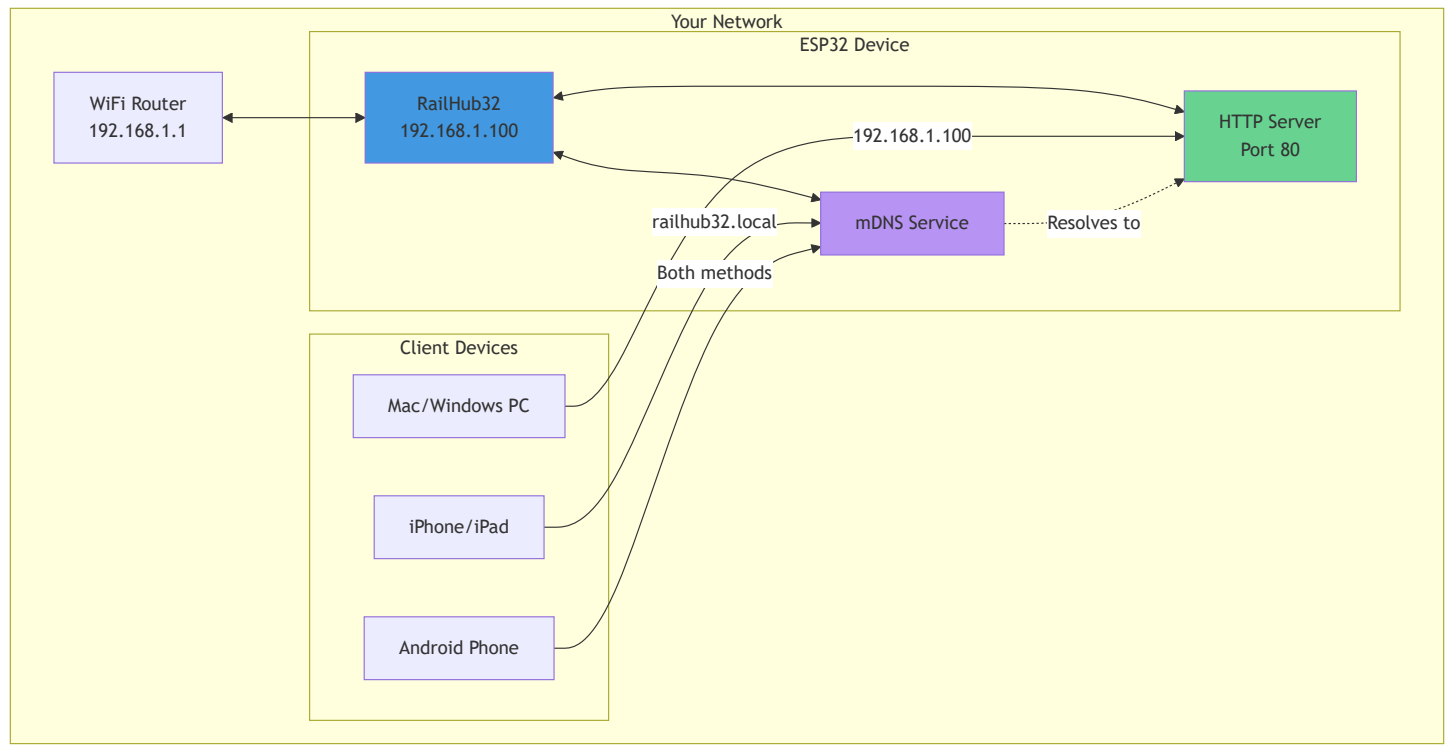 Your Network
ESP32 Device
WiFi Router
192.168.1.1
RailHub32
192.168.1.100
HTTP Server
Port 80
192.168.1.100
mDNS Service
railhub32.local
Resolves to
Both methods
Client Devices
Mac/Windows PC
iPhone/iPad
Android Phone